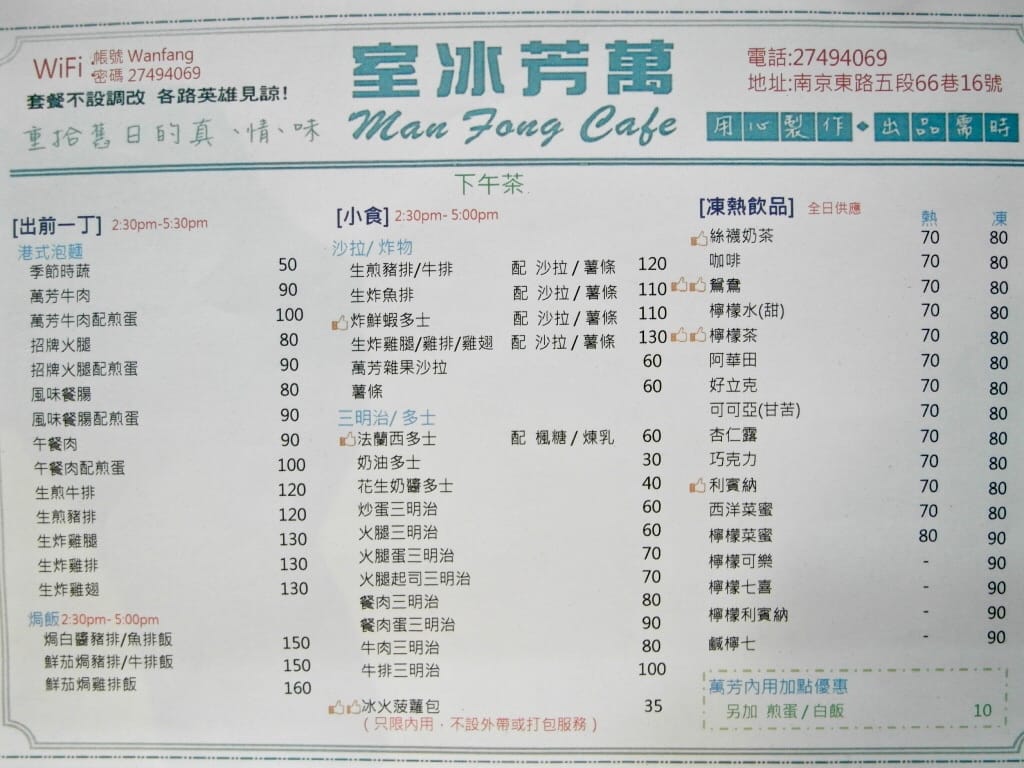 WiFi 帳號 Wanfang
密碼 27494069
套餐不設調改 各路英雄見諒!
重拾舊日的真、情、味
室冰芳萬
Man Fong Cafe
電話:27494069
地址:南京東路五段66巷16號
用心製作◆出品需時
下午茶
[出前一丁] 2:30pm-5:30pm
港式泡麵
季節時蔬 50
萬芳牛肉 90
萬芳牛肉配煎蛋 100
招牌火腿 80
招牌火腿配煎蛋 90
風味餐腸 80
風味餐腸配煎蛋 90
午餐肉 90
午餐肉配煎蛋 100
生煎牛排 120
生煎豬排 120
生炸雞腿 130
生炸雞排 130
生炸雞翅 130
焗飯2:30pm- 5:00pm
焗白醬豬排/魚排飯 150
鮮茄焗豬排/牛排飯 150
鮮茄焗雞排飯 160
[小食] 2:30pm- 5:00pm
沙拉/ 炸物
生煎豬排/牛排 配 沙拉 / 薯條 120
生炸魚排 配 沙拉 / 薯條 110
炸鮮蝦多士 配 沙拉 / 薯條 110
生炸雞腿/雞排/雞翅 配 沙拉 / 薯條 130
萬芳雜果沙拉 60
薯條 60
三明治/ 多士
法蘭西多士 配 楓糖 / 煉乳 60
奶油多士 30
花生奶醬多士 40
炒蛋三明治 60
火腿三明治 60
火腿蛋三明治 70
火腿起司三明治 70
餐肉三明治 80
餐肉蛋三明治 90
牛肉三明治 80
牛排三明治 100
冰火菠蘿包 35
(只限內用，不設外帶或打包服務)
[凍熱飲品] 全日供應 熱 凍
絲襪奶茶 70 80
咖啡 70 80
鴛鴦 70 80
檸檬水(甜) 70 80
檸檬茶 70 80
阿華田 70 80
好立克 70 80
可可亞(甘苦) 70 80
杏仁露 70 80
巧克力 70 80
利賓納 70 80
西洋菜蜜 70 80
檸檬菜蜜 80 90
檸檬可樂 - 90
檸檬七喜 - 90
檸檬利賓納 - 90
鹹檸七 - 90
萬芳內用加點優惠
另加 煎蛋 / 白飯 10